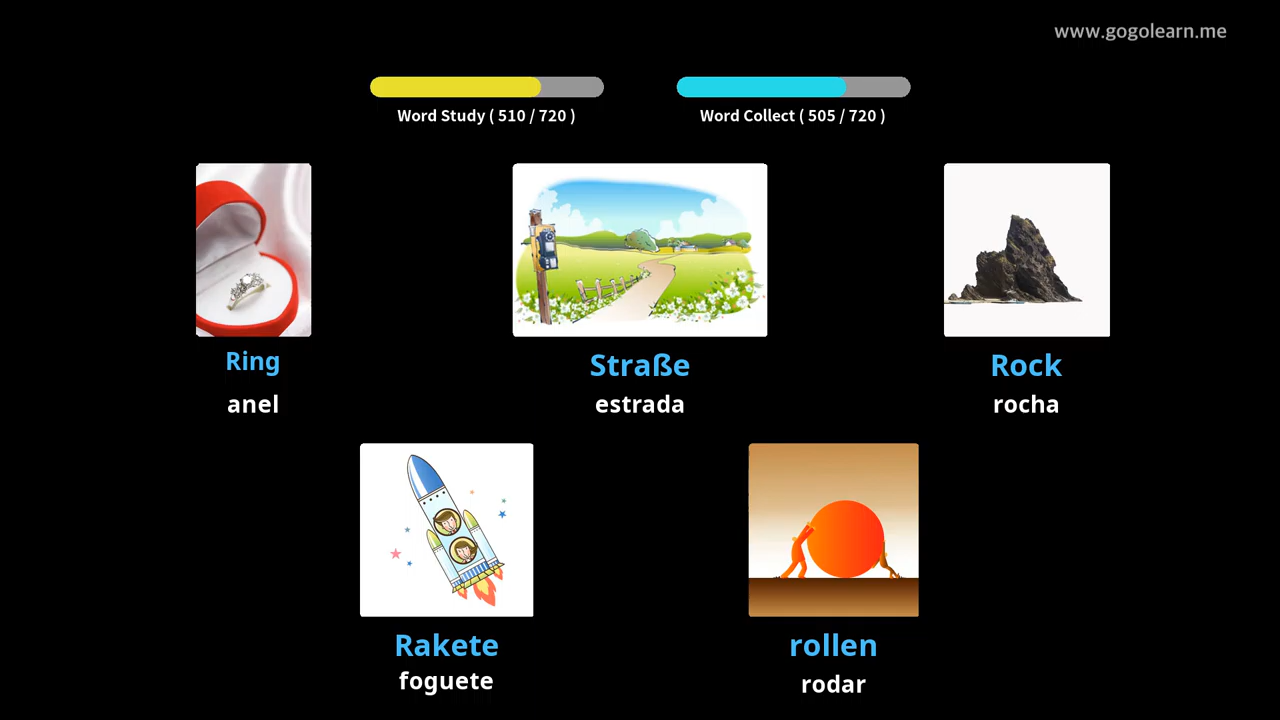 www.gogolearn.me
Word Study ( 510 / 720 )
Word Collect ( 505 / 720 )
Ring
anel
Straße
estrada
Rock
rocha
Rakete
foguete
rollen
rodar